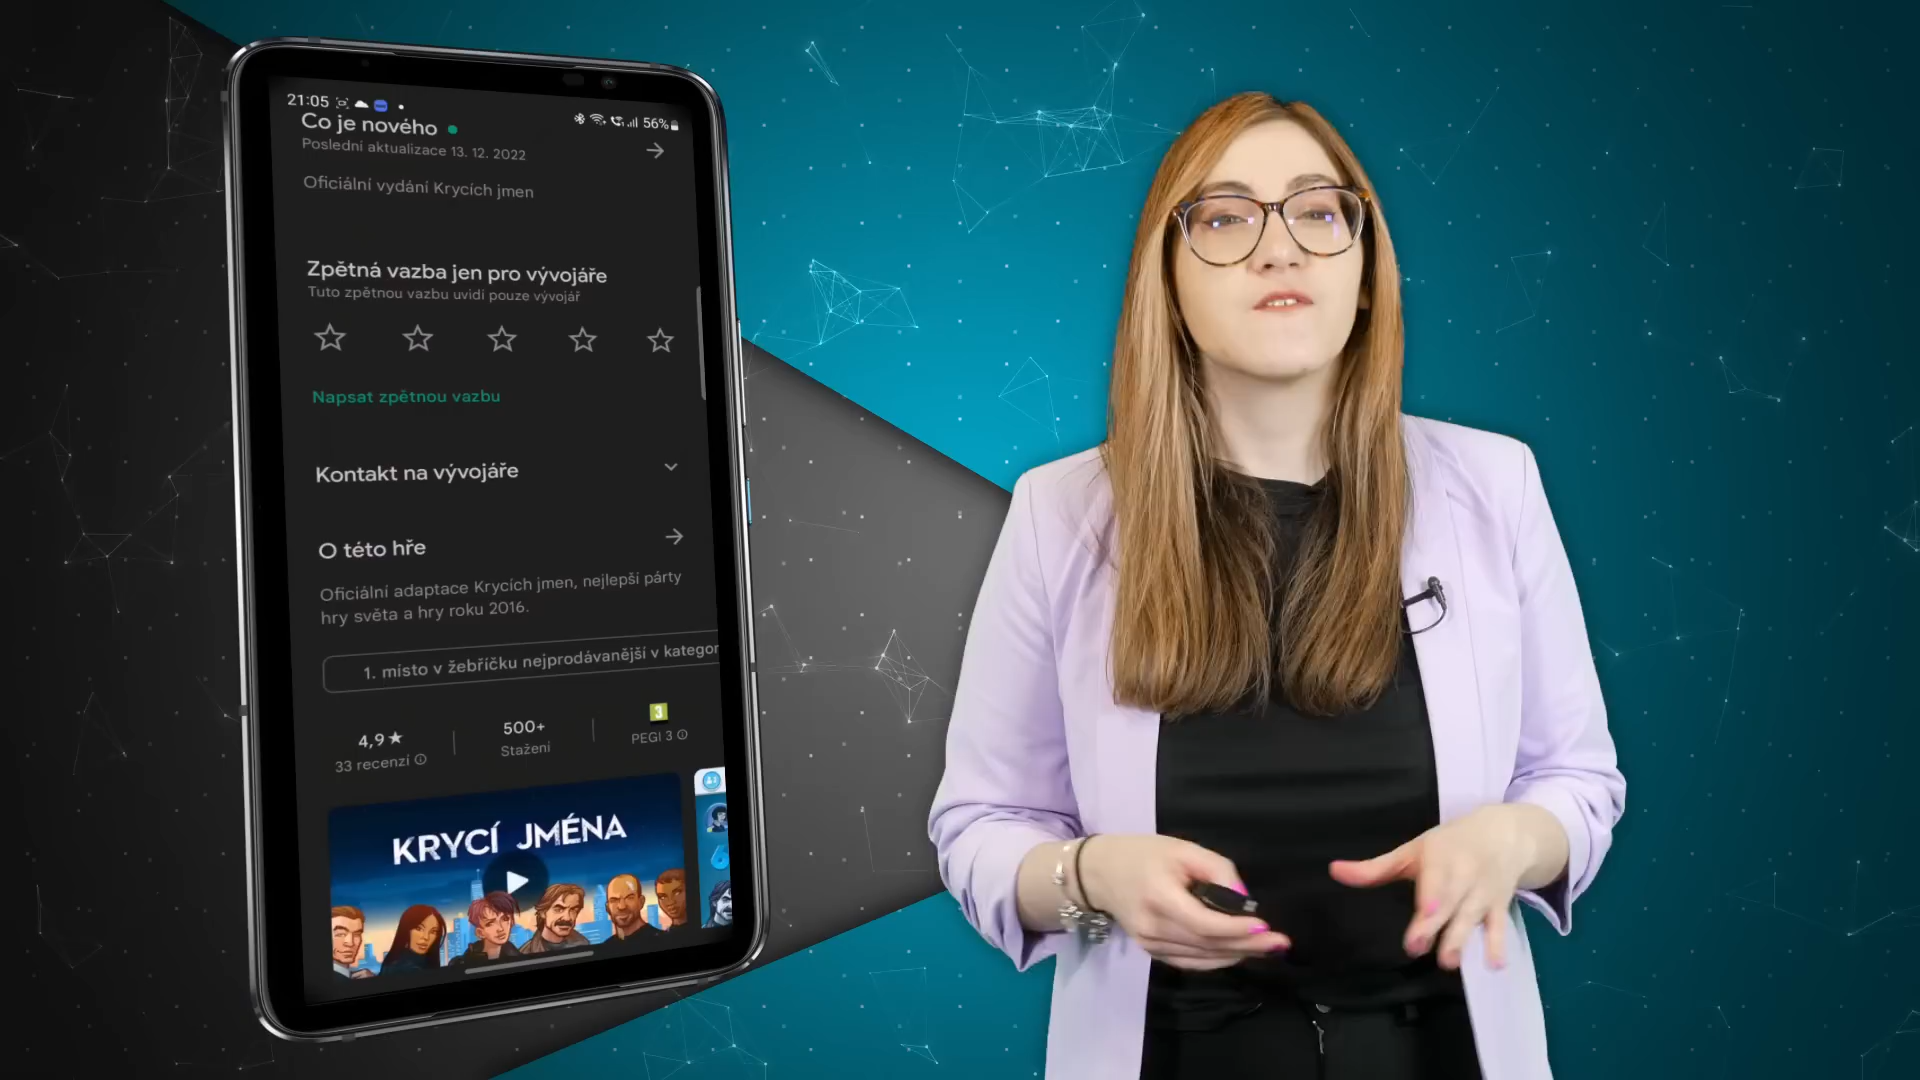 21:05
56%
Co je nového
Poslední aktualizace 13. 12. 2022
Oficiální vydání Krycích jmen
Zpětná vazba jen pro vývojáře
Tuto zpětnou vazbu uvidí pouze vývojář
Napsat zpětnou vazbu
Kontakt na vývojáře
O této hře
Oficiální adaptace Krycích jmen, nejlepší párty
hry světa a hry roku 2016.
1. místo v žebříčku nejprodávanější v kategor
4,9★
33 recenzí
500+
Stažení
3
PEGI 3
KRYCÍ JMÉNA
6